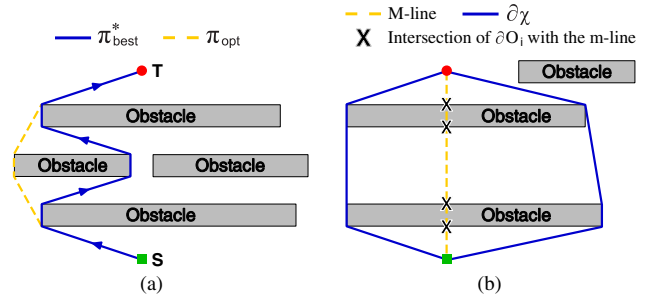 π*best πopt
T
Obstacle
Obstacle Obstacle
Obstacle
S
(a)
M-line ∂χ
X Intersection of ∂Oi with the m-line
Obstacle
X
Obstacle
X
X
Obstacle
X
(b)